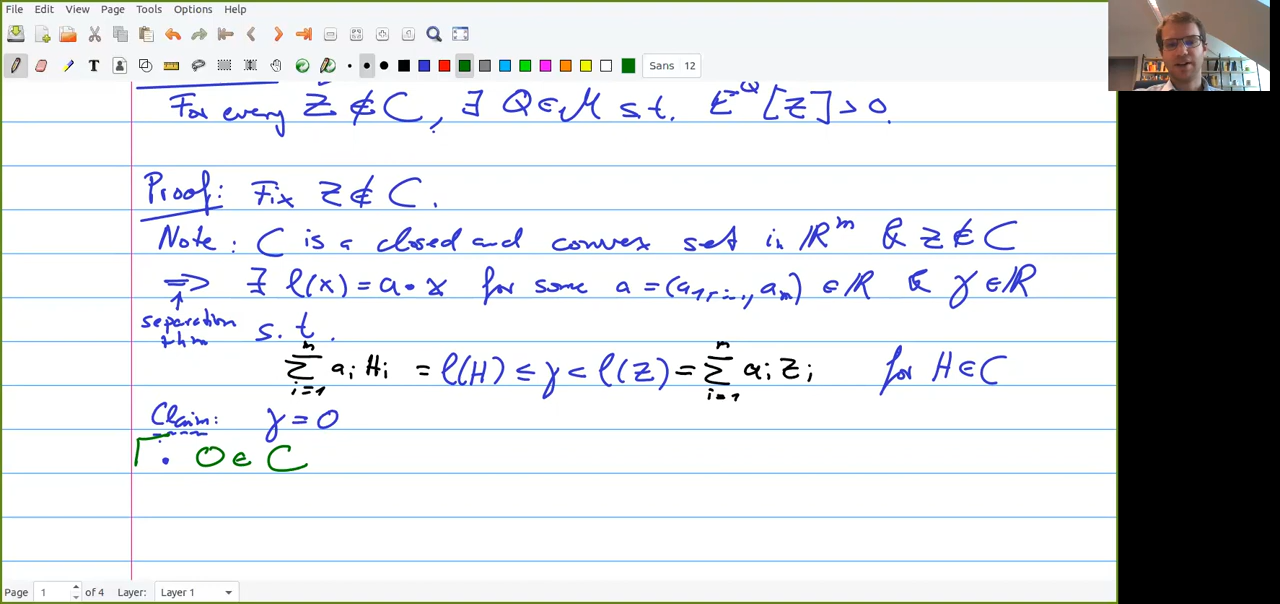 File Edit View Page Tools Options Help
Sans 12
For every Z ∉ C, ∃ Q ∈ M s.t. E^Q[Z] > 0.
Proof: Fix Z ∉ C.
Note: C is a closed and convex set in ℝ^m & Z ∉ C
⟹ ∃ l(x) = a • x for some a = (a_1, ..., a_m) ∈ ℝ & γ ∈ ℝ
separation thm s.t.
∑_{i=1}^m a_i H_i = l(H) ≤ γ < l(Z) = ∑_{i=1}^m a_i Z_i for H ∈ C
Claim: γ = 0
• 0 ∈ C
Page 1 of 4 Layer: Layer 1